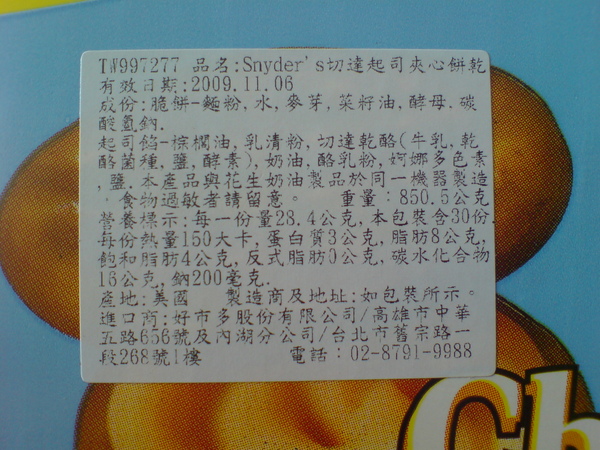 TW997277 品名:Snyder's切達起司夾心餅乾
有效日期:2009.11.06
成份:脆餅-麵粉,水,麥芽,菜籽油,酵母,碳
酸氫鈉.
起司餡-棕櫚油,乳清粉,切達乾酪(牛乳,乾
酪菌種,鹽,酵素),奶油,酪乳粉,婀娜多色素
,鹽.本產品與花生奶油製品於同一機器製造
,食物過敏者請留意。 重量:850.5公克
營養標示:每一份量28.4公克,本包裝含30份.
每份熱量150大卡,蛋白質3公克,脂肪8公克,
飽和脂肪4公克,反式脂肪0公克,碳水化合物
16公克,鈉200毫克.
產地:美國 製造商及地址:如包裝所示。
進口商:好市多股份有限公司/高雄市中華
五路656號及內湖分公司/台北市舊宗路一
段268號1樓 電話:02-8791-9988
Ch